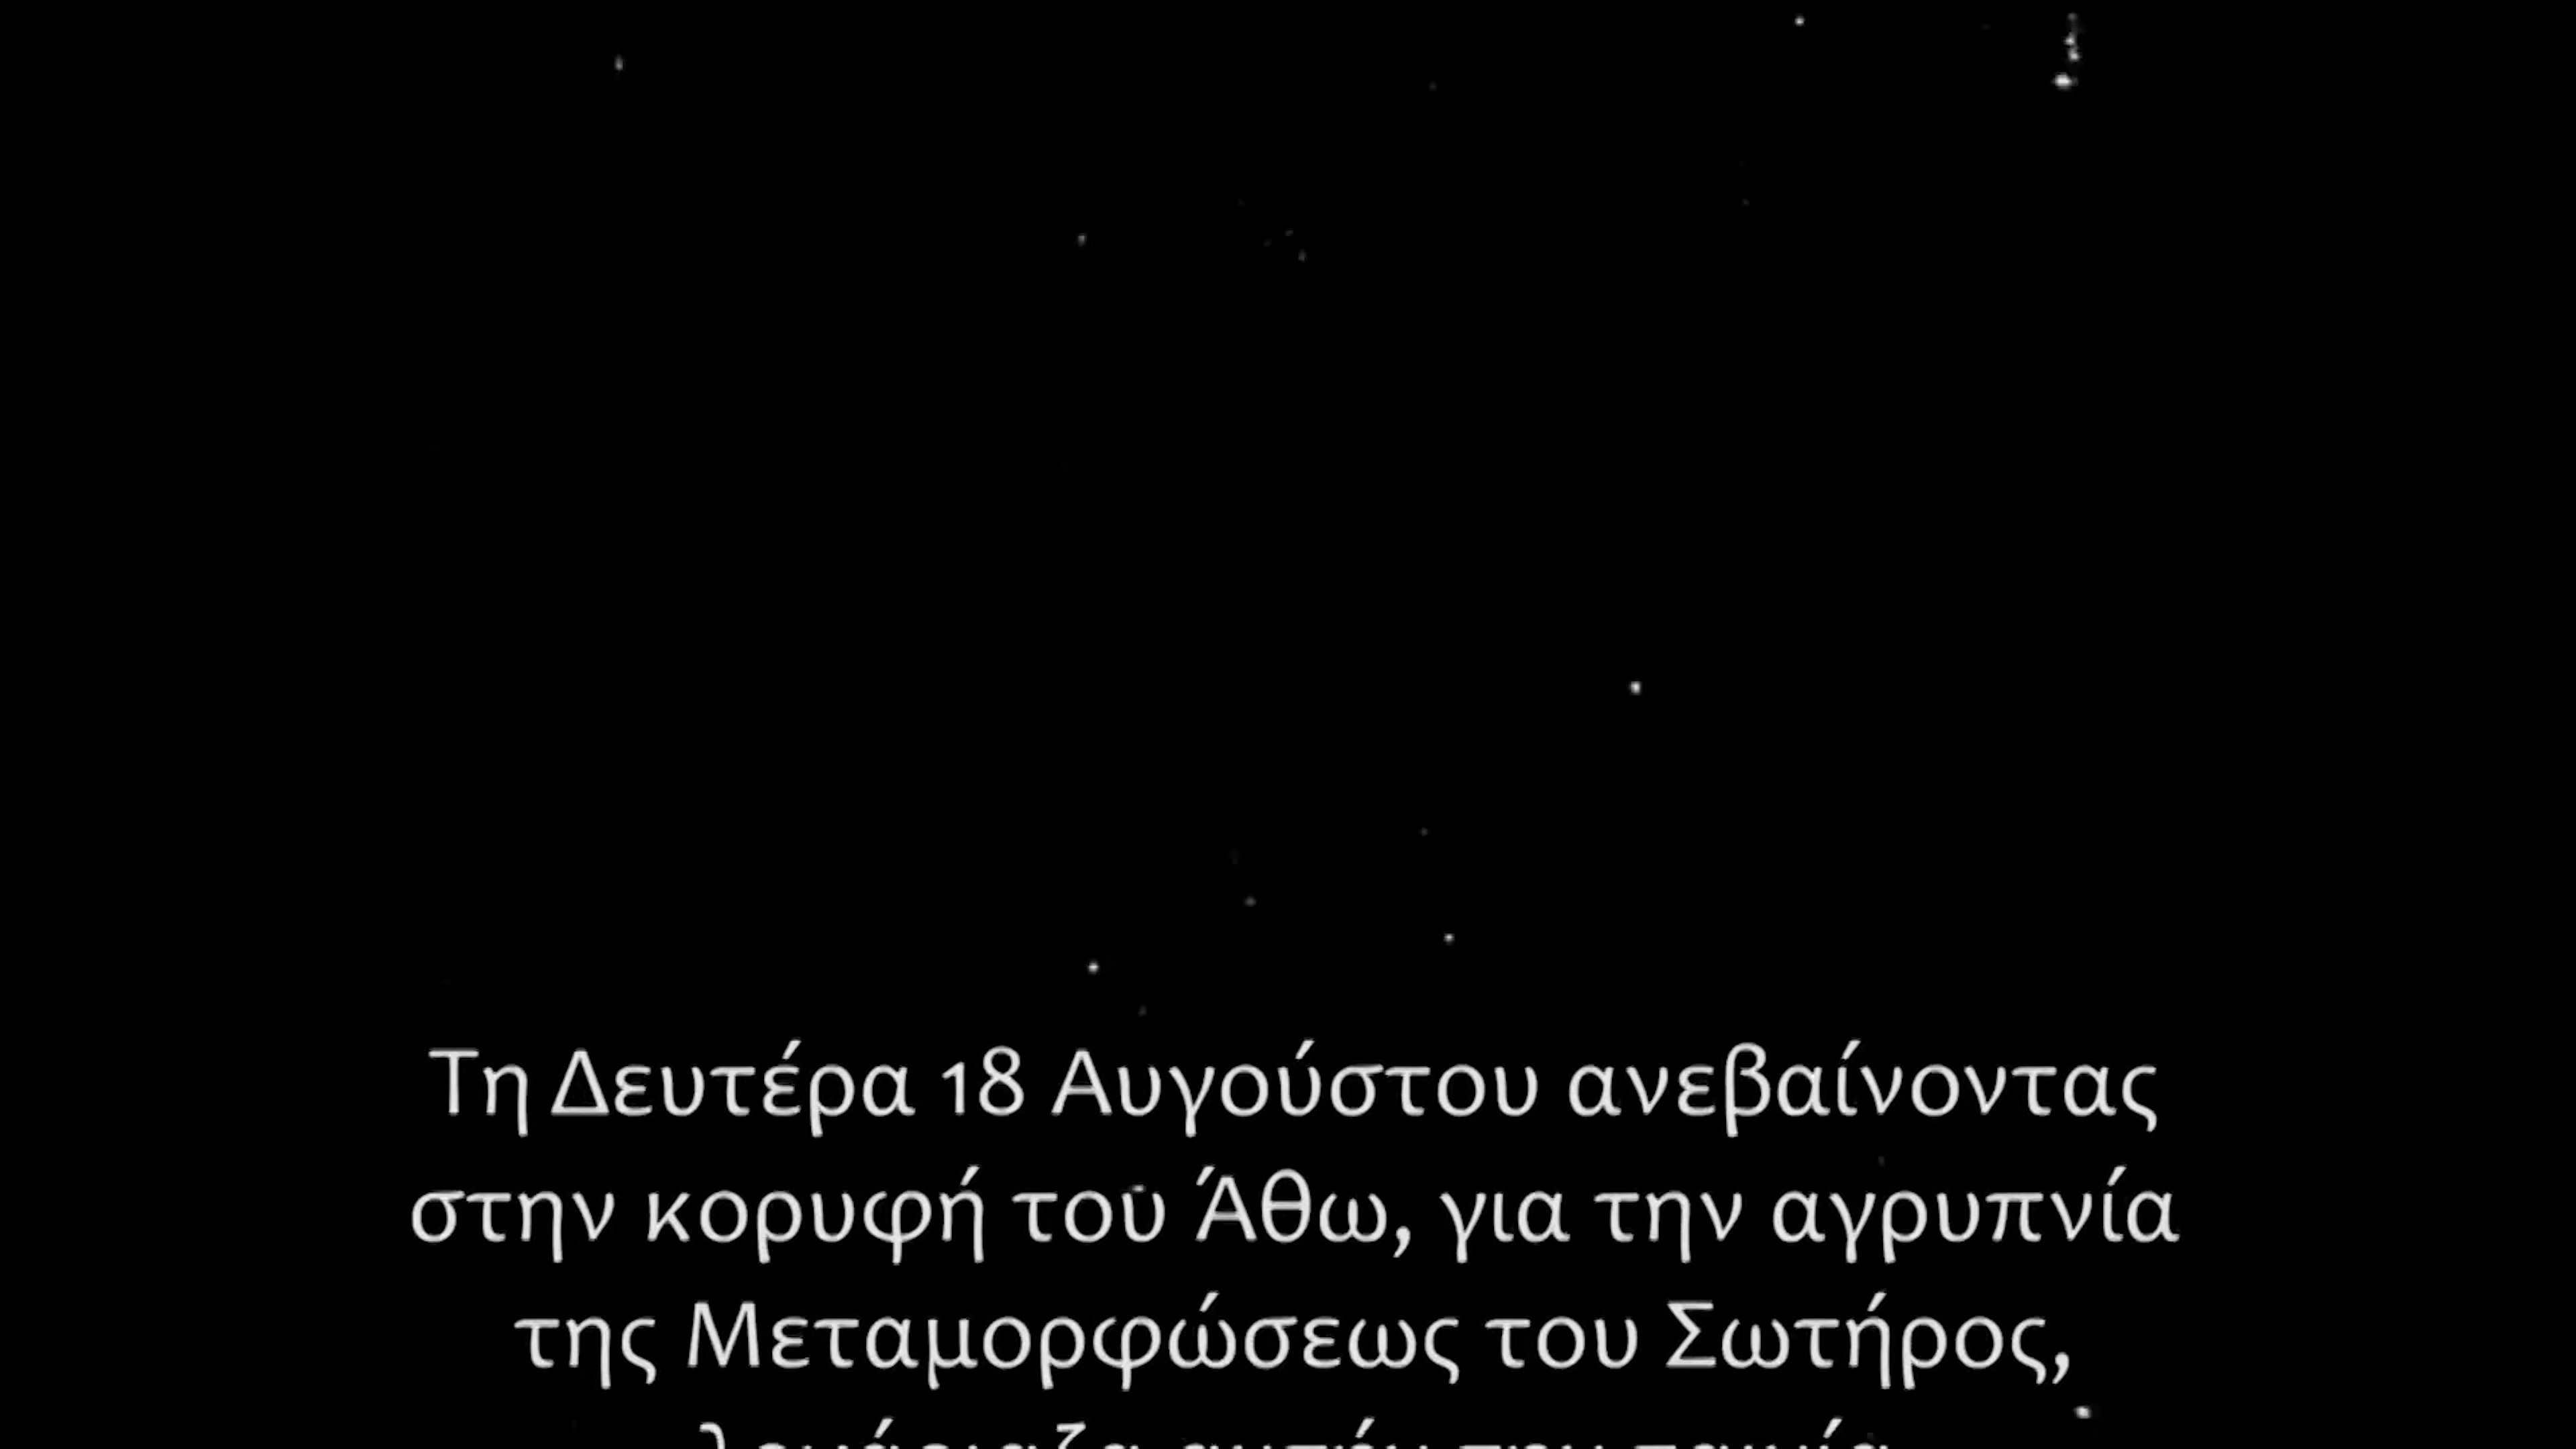 Τη Δευτέρα 18 Αυγούστου ανεβαίνοντας
στην κορυφή του Άθω, για την αγρυπνία
της Μεταμορφώσεως του Σωτήρος,